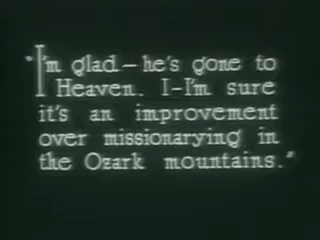 "I'm glad — he's gone to
Heaven. I-I'm sure
it's an improvement
over missionarying in
the Ozark mountains."